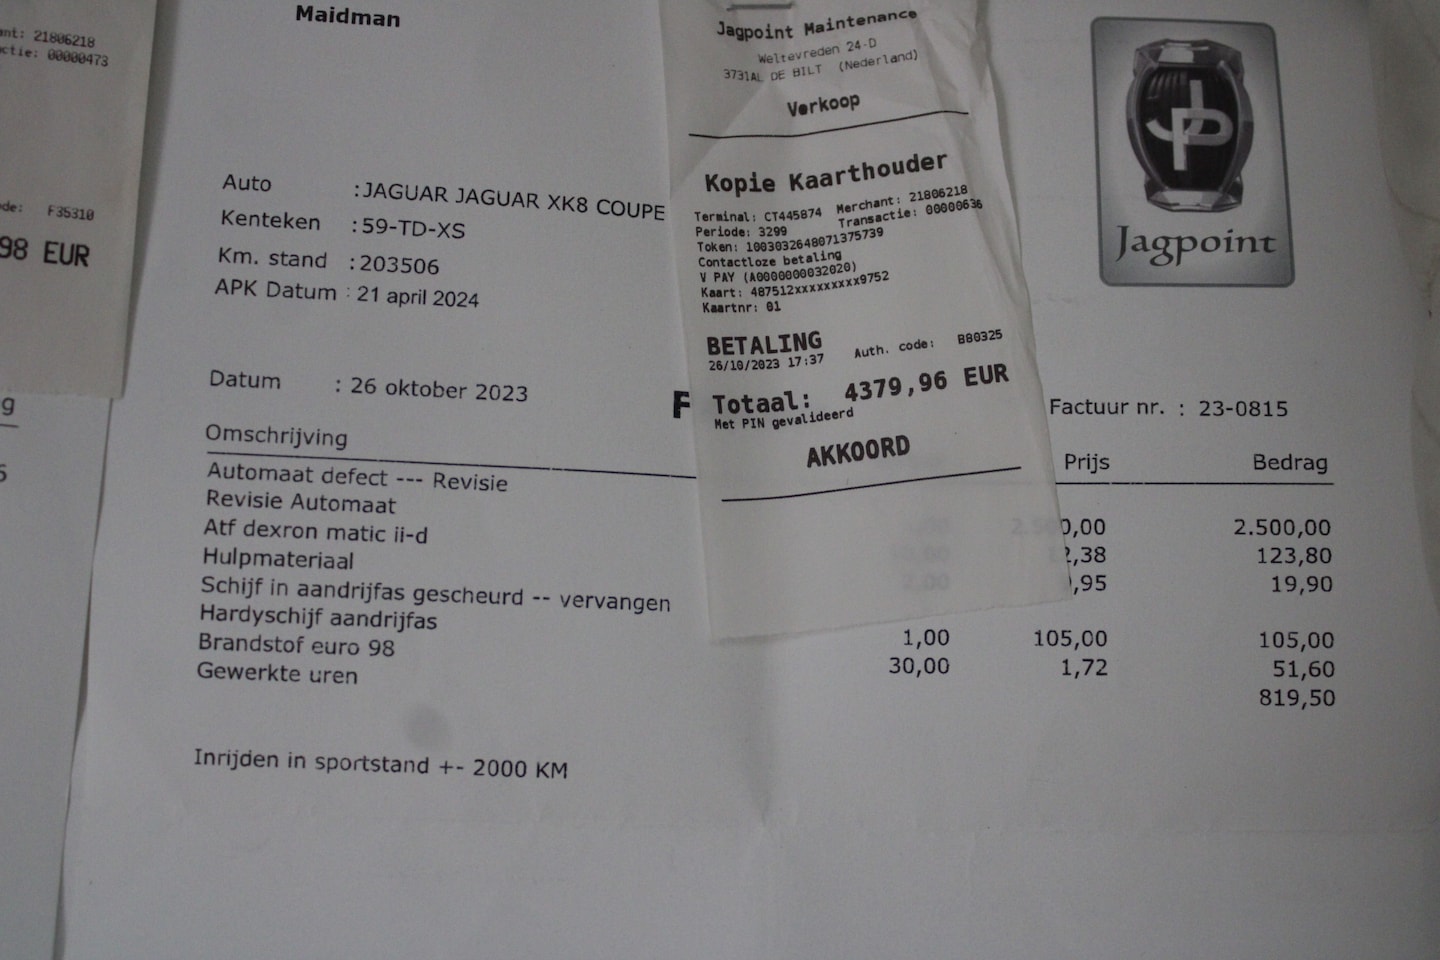 Maidman
Jagpoint Maintenance
Weltevreden 24-D
3731AL DE BILT (Nederland)
Verkoop
Kopie Kaarthouder
Terminal: CT445874 Merchant: 21806218
Periode: 3299 Transactie: 00000636
Token: 1003032648071375739
Contactloze betaling
V PAY (A0000000032020)
Kaart: 487512xxxxxxxxx9752
Kaartnr: 01
BETALING
26/10/2023 17:37 Auth. code: B80325
Totaal: 4379,96 EUR
Met PIN gevalideerd
AKKOORD
JP
Jagpoint
21806218
00000473
F35310
98 EUR
g
Auto :JAGUAR JAGUAR XK8 COUPE
Kenteken :59-TD-XS
Km. stand :203506
APK Datum : 21 april 2024
Datum : 26 oktober 2023
F
Factuur nr. : 23-0815
Omschrijving Prijs Bedrag
Automaat defect --- Revisie
Revisie Automaat 0,00 2.500,00
Atf dexron matic ii-d 2,38 123,80
Hulpmateriaal ,95 19,90
Schijf in aandrijfas gescheurd -- vervangen
Hardyschijf aandrijfas 1,00 105,00 105,00
Brandstof euro 98 30,00 1,72 51,60
Gewerkte uren 819,50
Inrijden in sportstand +- 2000 KM